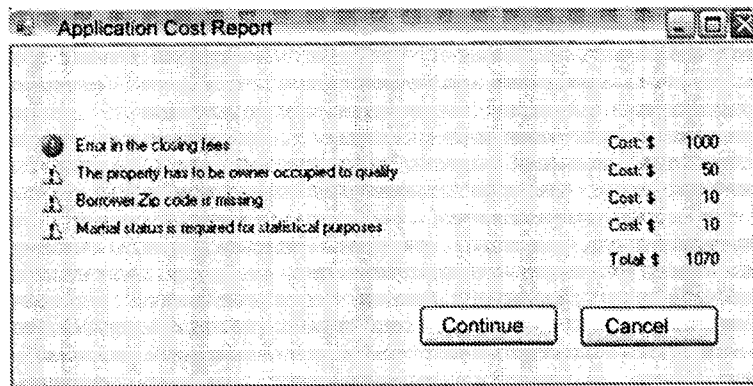 Application Cost Report
Error in the closing fees Cost: $ 1000
The property has to be owner occupied to qualify Cost: $ 50
Borrower Zip code is missing Cost: $ 10
Martial status is required for statistical purposes Cost: $ 10
Total: $ 1070
Continue Cancel